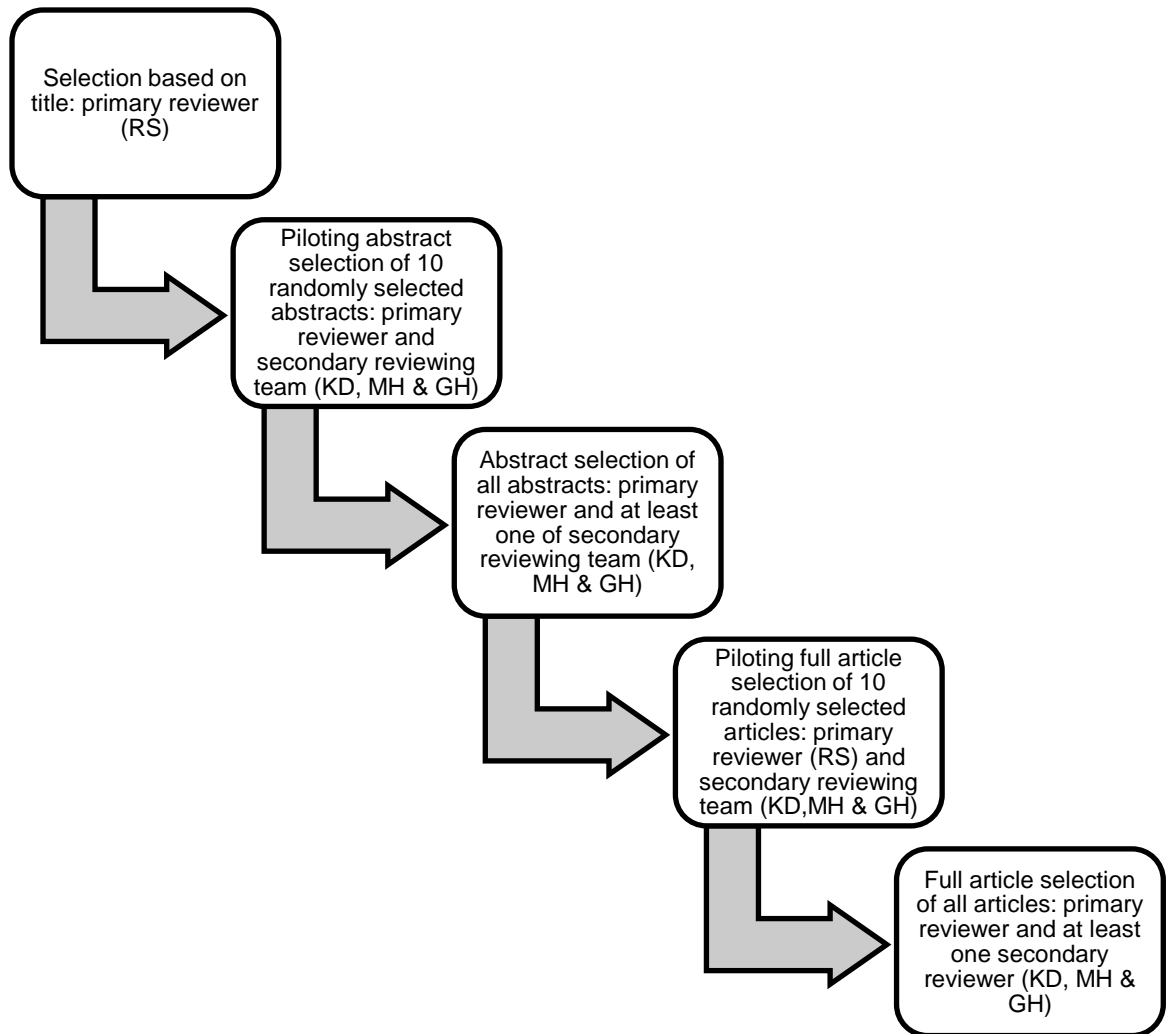 Selection based on
title: primary reviewer
(RS)
Piloting abstract
selection of 10
randomly selected
abstracts: primary
reviewer and
secondary reviewing
team (KD, MH & GH)
Abstract selection of
all abstracts: primary
reviewer and at least
one of secondary
reviewing team (KD,
MH & GH)
Piloting full article
selection of 10
randomly selected
articles: primary
reviewer (RS) and
secondary reviewing
team (KD,MH & GH)
Full article selection
of all articles: primary
reviewer and at least
one secondary
reviewer (KD, MH &
GH)